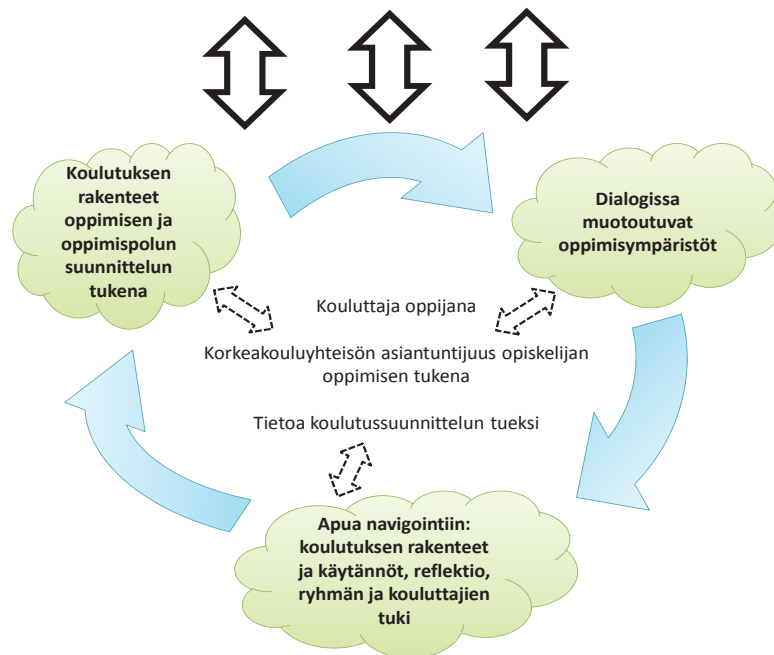 Koulutuksen
rakenteet
oppimisen ja
oppimispolun
suunnittelun
tukena
Dialogissa
muotoutuvat
oppimisympäristöt
Kouluttaja oppijana
Korkeakouluyhteisön asiantuntijuus opiskelijan
oppimisen tukena
Tietoa koulutussuunnittelun tueksi
Apua navigointiin:
koulutuksen rakenteet
ja käytännöt, reflektio,
ryhmän ja kouluttajien
tuki